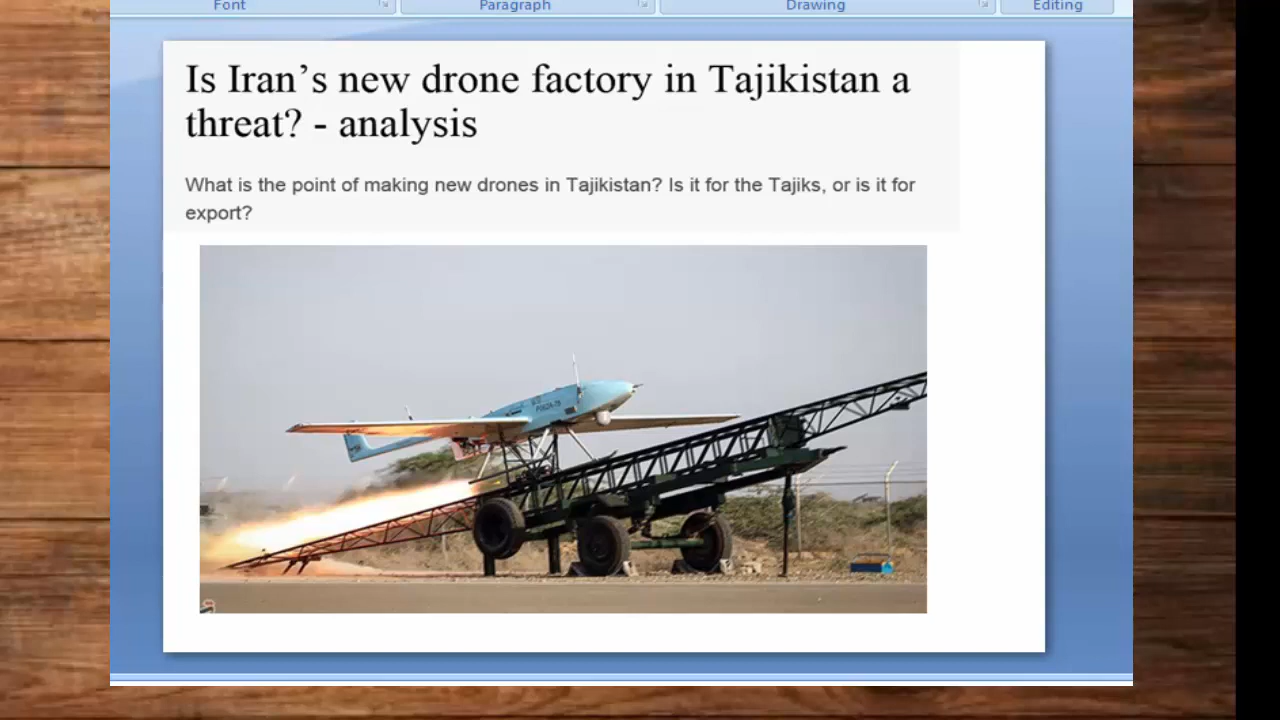 Font Paragraph Drawing Editing
Is Iran’s new drone factory in Tajikistan a
threat? - analysis
What is the point of making new drones in Tajikistan? Is it for the Tajiks, or is it for
export?